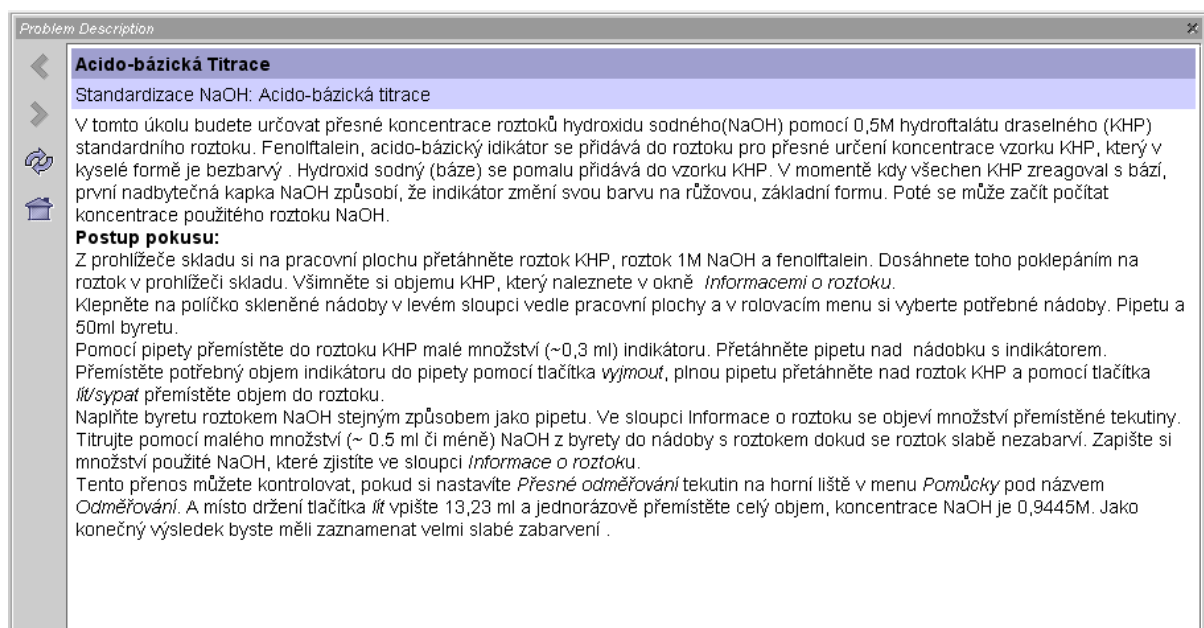 Problem Description
Acido-bázická Titrace
Standardizace NaOH: Acido-bázická titrace
V tomto úkolu budete určovat přesné koncentrace roztoků hydroxidu sodného(NaOH) pomocí 0,5M hydroftalátu draselného (KHP)
standardního roztoku. Fenolftalein, acido-bázický idikátor se přidává do roztoku pro přesné určení koncentrace vzorku KHP, který v
kyselé formě je bezbarvý . Hydroxid sodný (báze) se pomalu přidává do vzorku KHP. V momentě kdy všechen KHP zreagoval s bází,
první nadbytečná kapka NaOH způsobí, že indikátor změní svou barvu na růžovou, základní formu. Poté se může začít počítat
koncentrace použitého roztoku NaOH.
Postup pokusu:
Z prohlížeče skladu si na pracovní plochu přetáhněte roztok KHP, roztok 1M NaOH a fenolftalein. Dosáhnete toho poklepáním na
roztok v prohlížeči skladu. Všimněte si objemu KHP, který naleznete v okně Informacemi o roztoku.
Klepněte na políčko skleněné nádoby v levém sloupci vedle pracovní plochy a v rolovacím menu si vyberte potřebné nádoby. Pipetu a
50ml byretu.
Pomocí pipety přemístěte do roztoku KHP malé množství (~0,3 ml) indikátoru. Přetáhněte pipetu nad nádobku s indikátorem.
Přemístěte potřebný objem indikátoru do pipety pomocí tlačítka vyjmout, plnou pipetu přetáhněte nad roztok KHP a pomocí tlačítka
lít/sypat přemístěte objem do roztoku.
Naplňte byretu roztokem NaOH stejným způsobem jako pipetu. Ve sloupci Informace o roztoku se objeví množství přemístěné tekutiny.
Titrujte pomocí malého množství (~ 0.5 ml či méně) NaOH z byrety do nádoby s roztokem dokud se roztok slabě nezabarví. Zapište si
množství použité NaOH, které zjistíte ve sloupci Informace o roztoku.
Tento přenos můžete kontrolovat, pokud si nastavíte Přesné odměřování tekutin na horní liště v menu Pomůcky pod názvem
Odměřování. A místo držení tlačítka lít vpište 13,23 ml a jednorázově přemístěte celý objem, koncentrace NaOH je 0,9445M. Jako
konečný výsledek byste měli zaznamenat velmi slabé zabarvení .